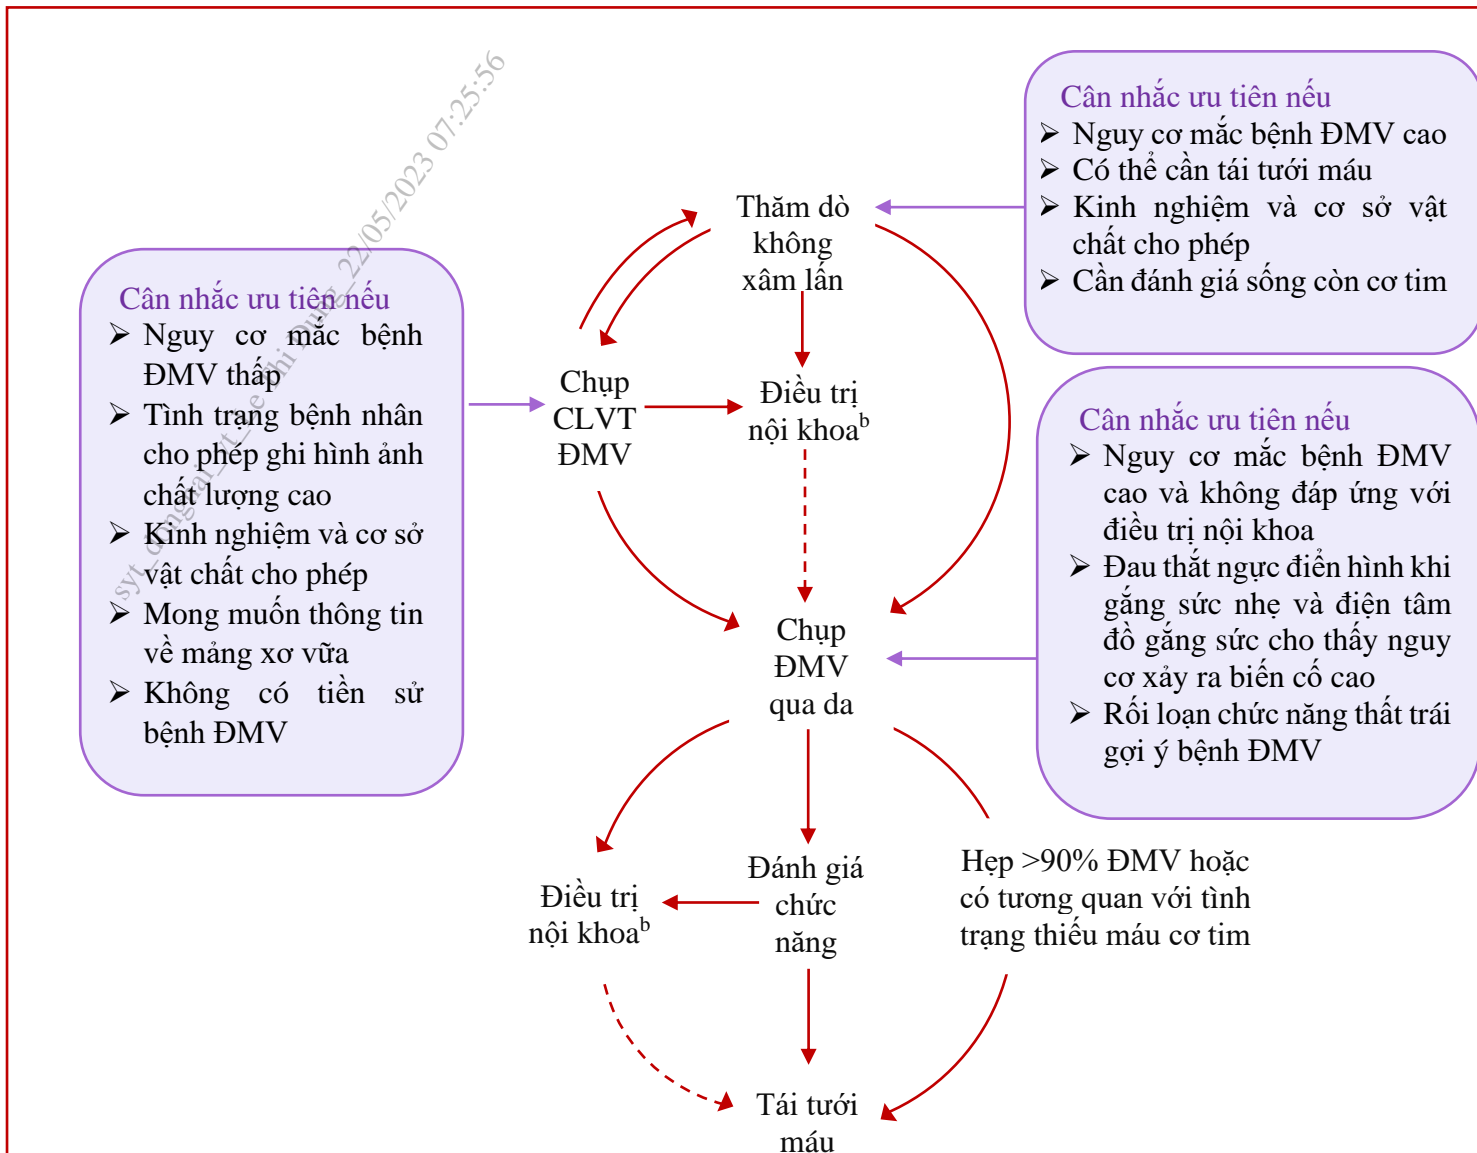 Cân nhắc ưu tiên nếu
➢ Nguy cơ mắc bệnh ĐMV cao
➢ Có thể cần tái tưới máu
➢ Kinh nghiệm và cơ sở vật
chất cho phép
➢ Cần đánh giá sống còn cơ tim
Thăm dò
không
xâm lấn
Cân nhắc ưu tiên nếu
➢ Nguy cơ mắc bệnh
ĐMV thấp
➢ Tình trạng bệnh nhân
cho phép ghi hình ảnh
chất lượng cao
➢ Kinh nghiệm và cơ sở
vật chất cho phép
➢ Mong muốn thông tin
về mảng xơ vữa
➢ Không có tiền sử
bệnh ĐMV
Chụp
CLVT
ĐMV
Điều trị
nội khoaᵇ
Cân nhắc ưu tiên nếu
➢ Nguy cơ mắc bệnh ĐMV
cao và không đáp ứng với
điều trị nội khoa
➢ Đau thắt ngực điển hình khi
gắng sức nhẹ và điện tâm
đồ gắng sức cho thấy nguy
cơ xảy ra biến cố cao
➢ Rối loạn chức năng thất trái
gợi ý bệnh ĐMV
Chụp
ĐMV
qua da
Điều trị
nội khoaᵇ
Đánh giá
chức
năng
Hẹp >90% ĐMV hoặc
có tương quan với tình
trạng thiếu máu cơ tim
Tái tưới
máu
22/05/2023 07:25:56